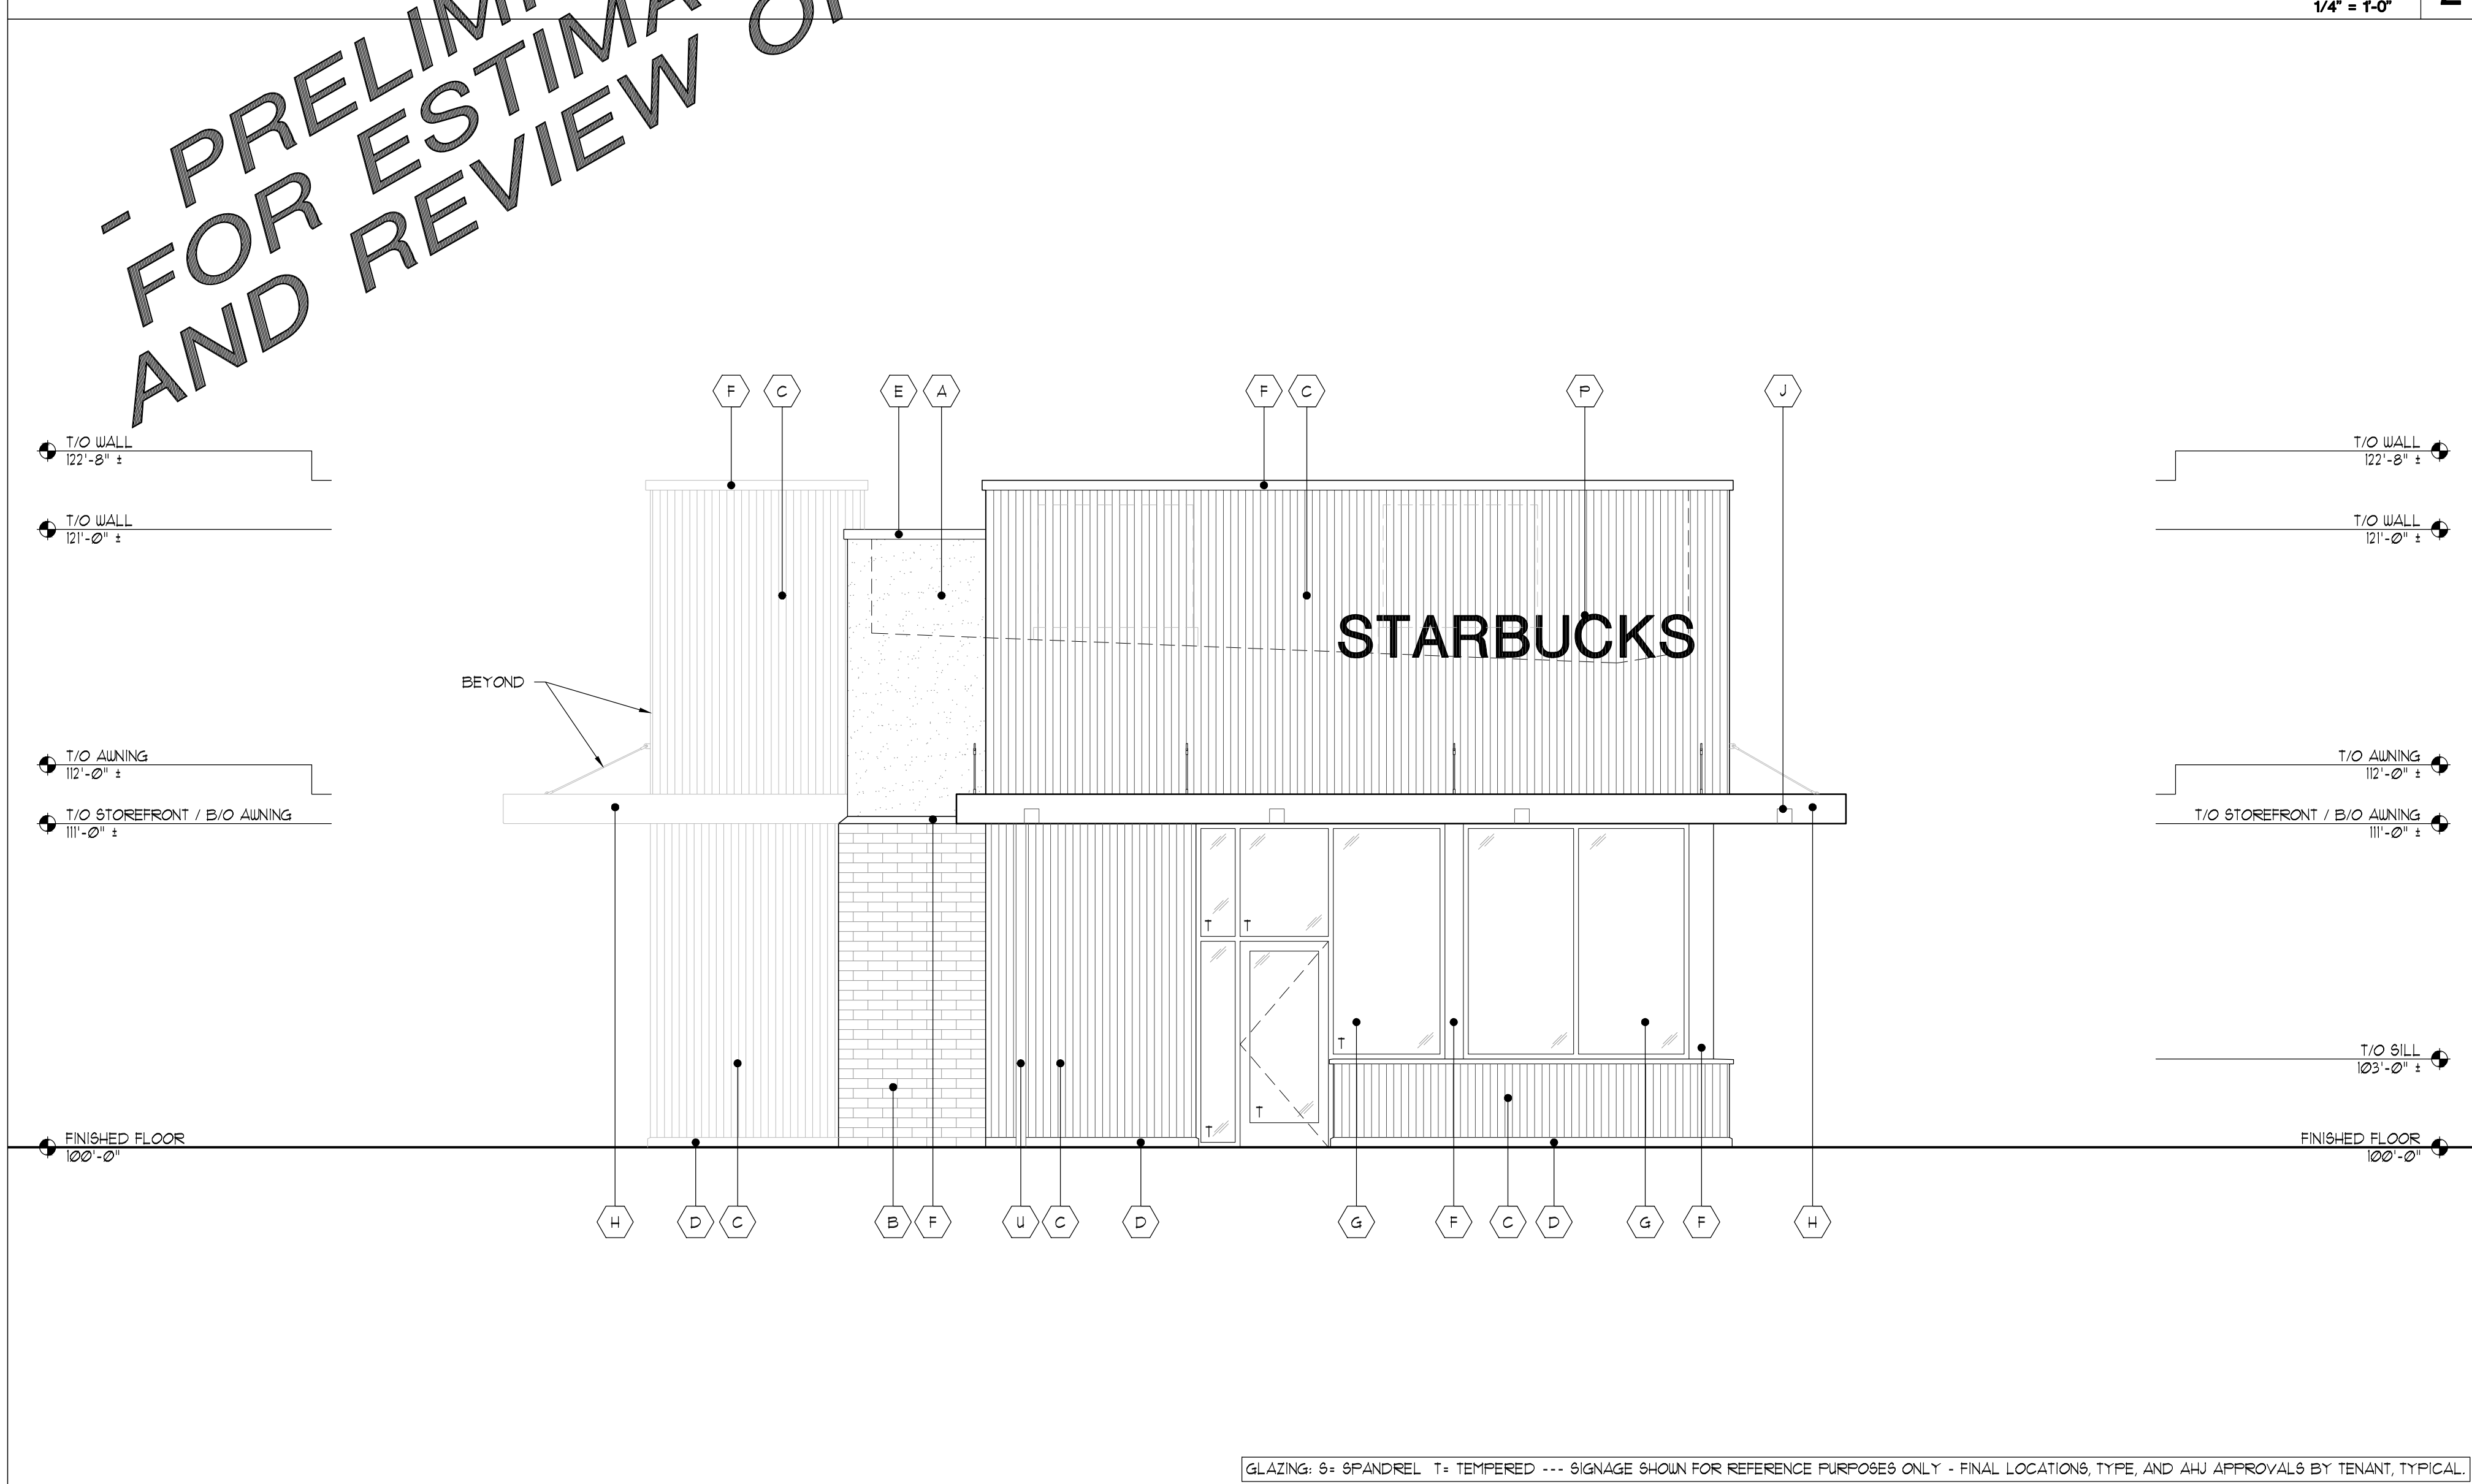 1/4" = 1'-0"
- PRELIM
FOR ESTIMA
AND REVIEW
F
C
E
A
F
C
P
J
T/O WALL
122'-8" ±
T/O WALL
122'-8" ±
T/O WALL
121'-0" ±
T/O WALL
121'-0" ±
STARBUCKS
BEYOND
T/O AWNING
112'-0" ±
T/O AWNING
112'-0" ±
T/O STOREFRONT / B/O AWNING
111'-0" ±
T/O STOREFRONT / B/O AWNING
111'-0" ±
T
T
T
T/O SILL
103'-0" ±
T
T
FINISHED FLOOR
100'-0"
FINISHED FLOOR
100'-0"
H
D
C
B
F
U
C
D
G
F
C
D
G
F
H
GLAZING: S= SPANDREL T= TEMPERED --- SIGNAGE SHOWN FOR REFERENCE PURPOSES ONLY - FINAL LOCATIONS, TYPE, AND AHJ APPROVALS BY TENANT, TYPICAL.